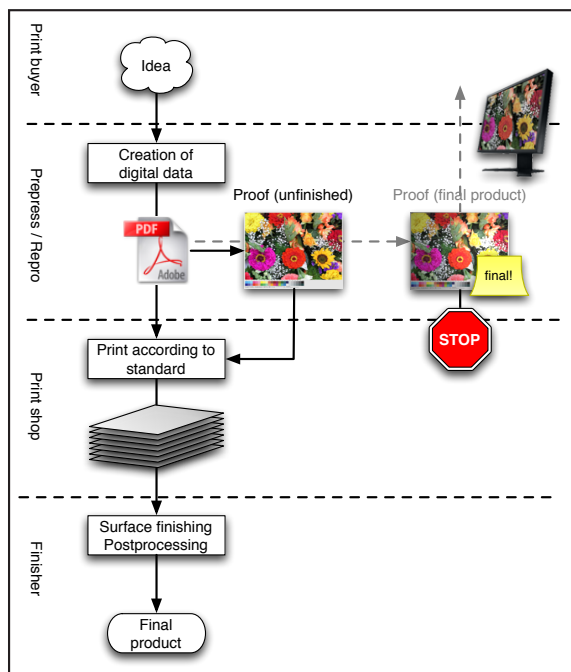 Print buyer
Idea
Prepress / Repro
Creation of
digital data
Proof (unfinished)
Proof (final product)
PDF
Adobe
final!
STOP
Print shop
Print according to
standard
Finisher
Surface finishing
Postprocessing
Final
product